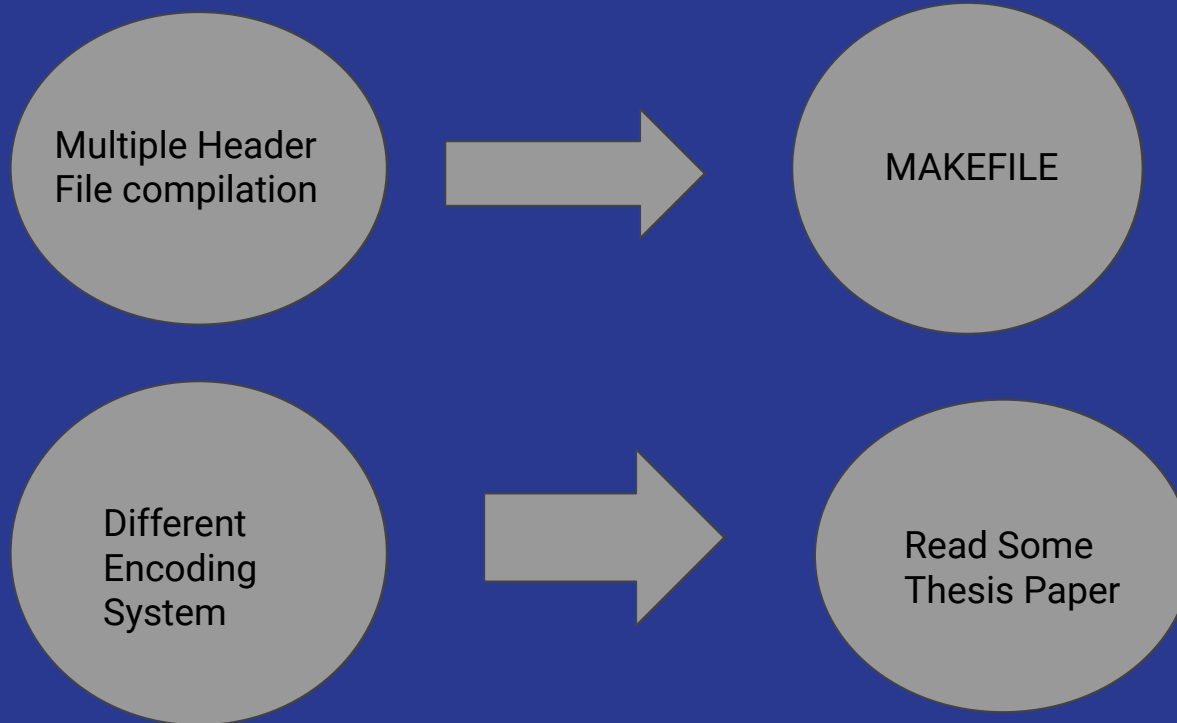 Multiple Header
File compilation
MAKEFILE
Different
Encoding
System
Read Some
Thesis Paper